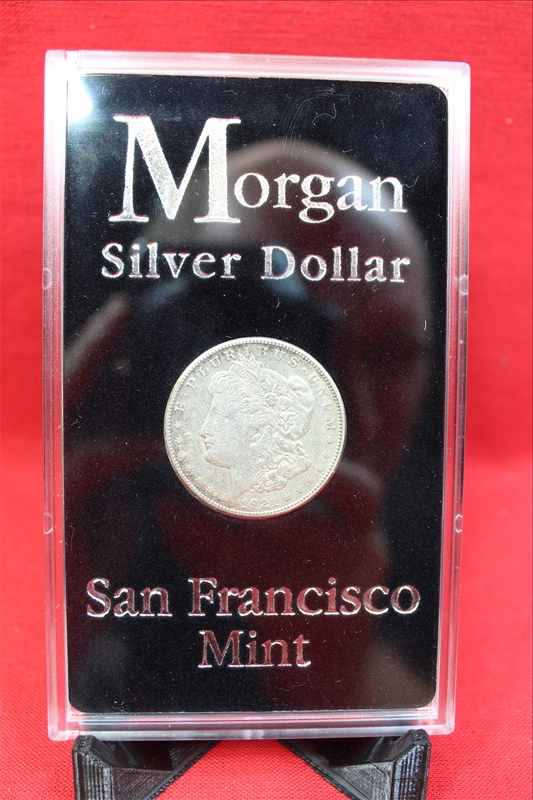 Morgan
Silver Dollar
E PLURIBUS UNUM
San Francisco
Mint